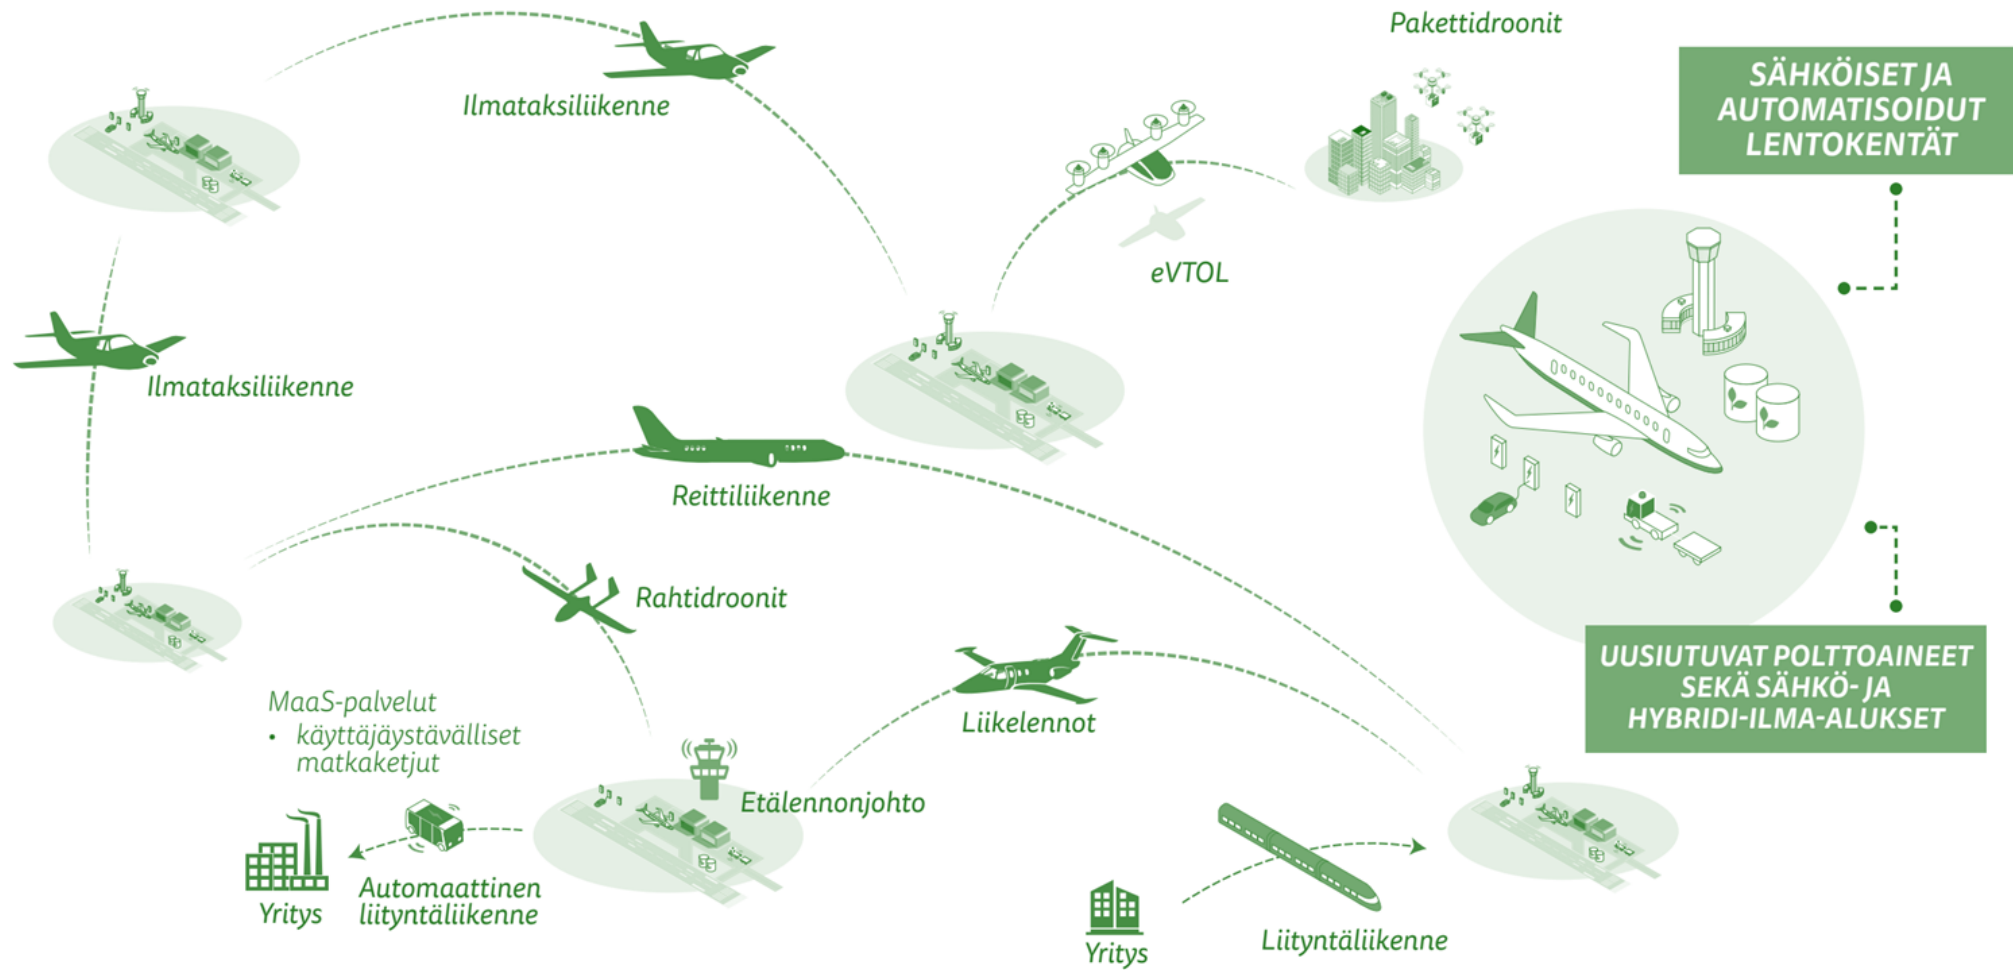 Pakettidroonit
SÄHKÖISET JA
AUTOMATISOIDUT
LENTOKENTÄT
Ilmataksiliikenne
eVTOL
Ilmataksiliikenne
Reittiliikenne
Rahtidroonit
UUSIUTUVAT POLTTOAINEET
SEKÄ SÄHKÖ- JA
HYBRIDI-ILMA-ALUKSET
MaaS-palvelut
• käyttäjäystävälliset
matkaketjut
Liikelennot
Etälennonjohto
Automaattinen
liityntäliikenne
Yritys
Yritys
Liityntäliikenne